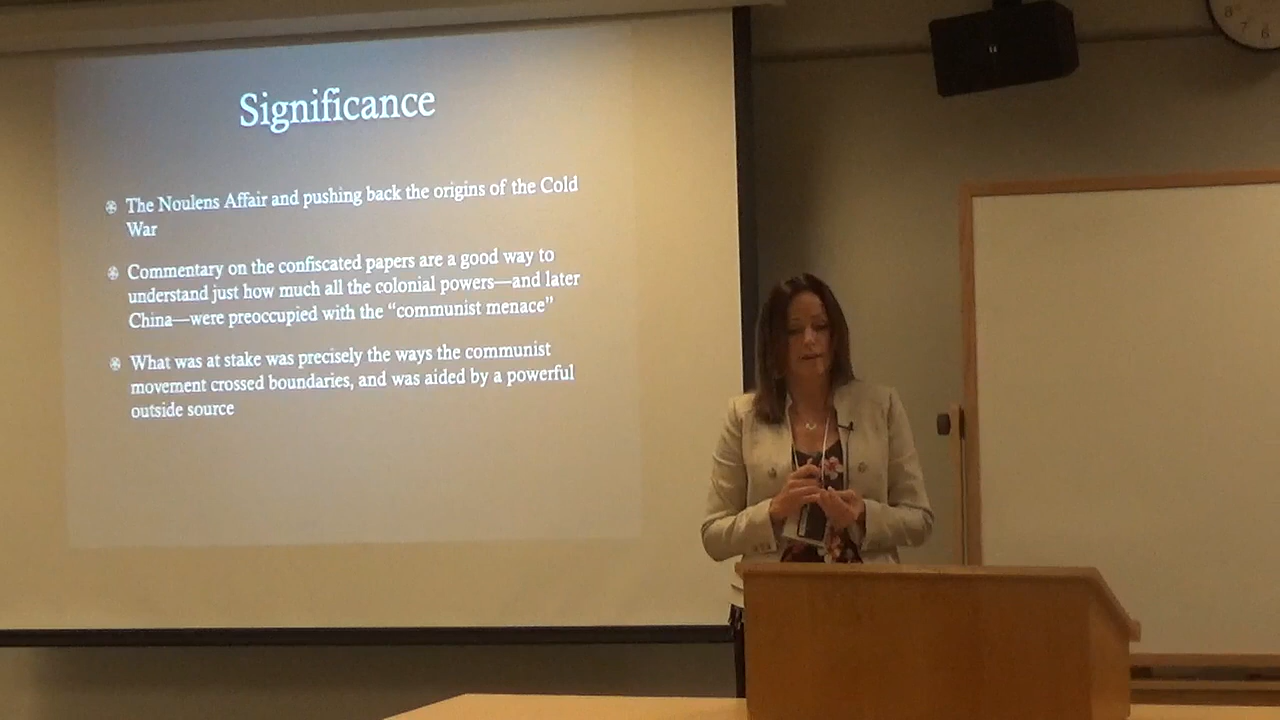 Significance
The Noulens Affair and pushing back the origins of the Cold
War
Commentary on the confiscated papers are a good way to
understand just how much all the colonial powers—and later
China—were preoccupied with the “communist menace”
What was at stake was precisely the ways the communist
movement crossed boundaries, and was aided by a powerful
outside source
8
7
6